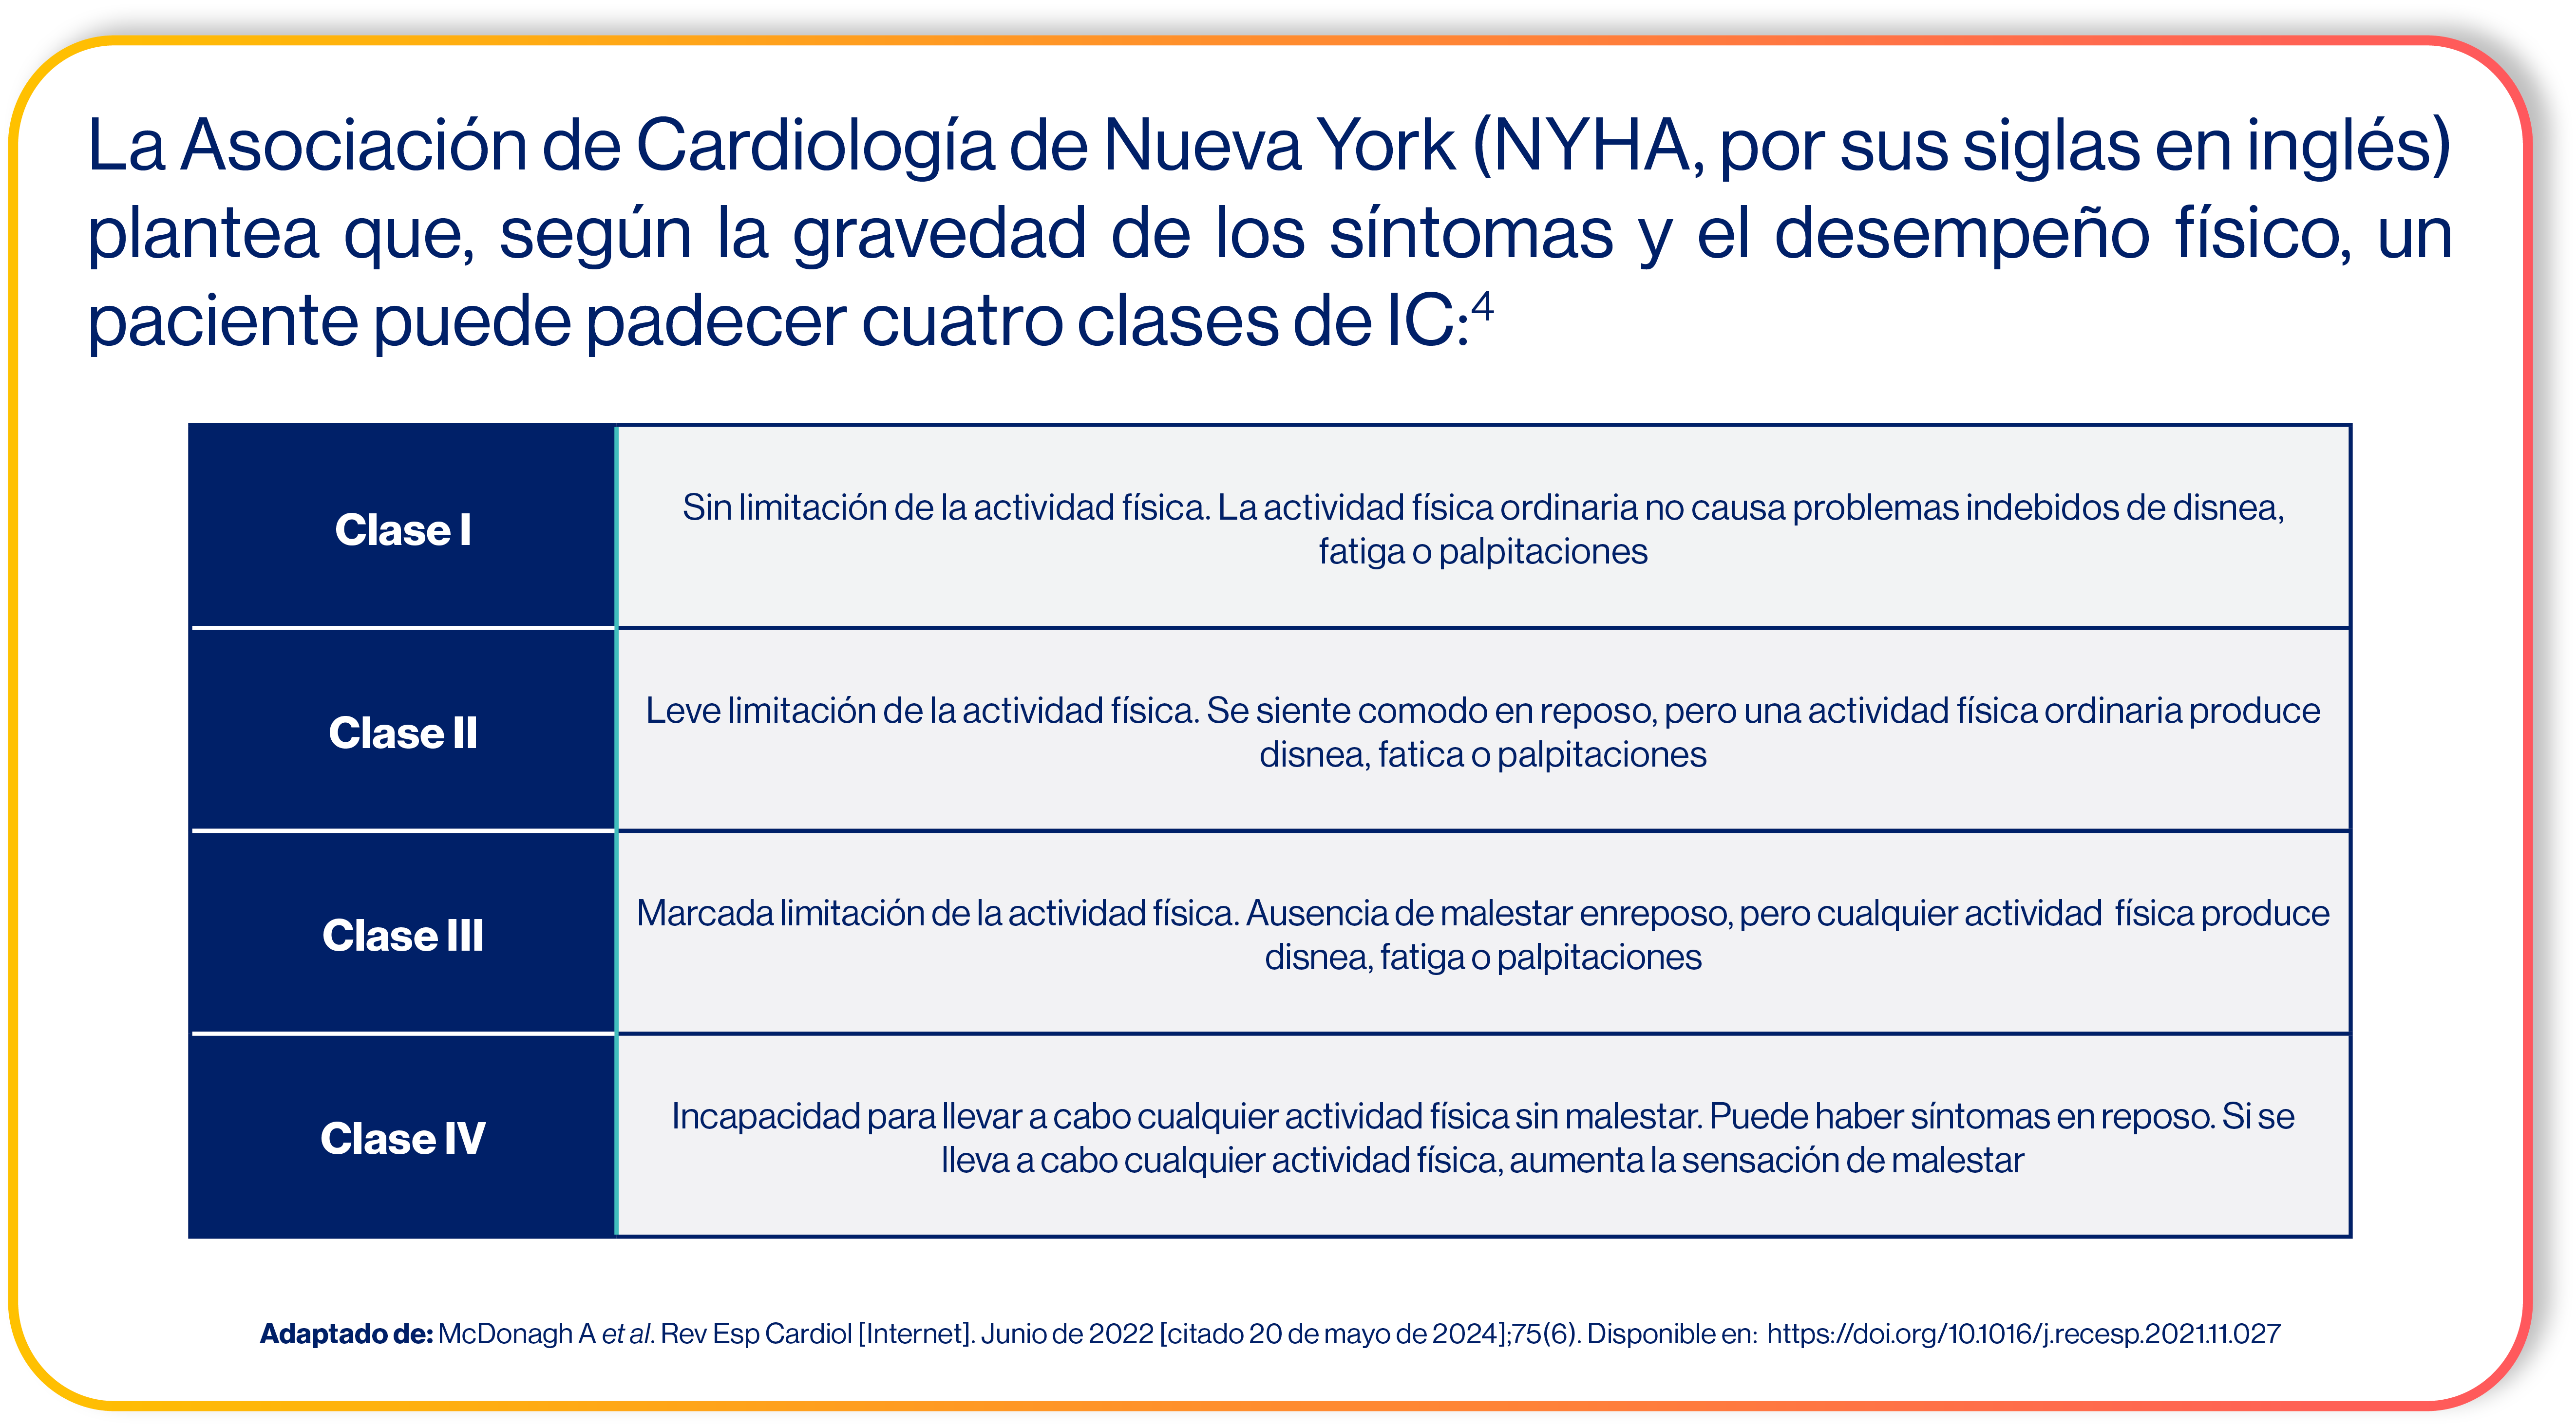 La Asociación de Cardiología de Nueva York (NYHA, por sus siglas en inglés)
plantea que, según la gravedad de los síntomas y el desempeño físico, un
paciente puede padecer cuatro clases de IC:⁴
Clase I
Sin limitación de la actividad física. La actividad física ordinaria no causa problemas indebidos de disnea,
fatiga o palpitaciones
Clase II
Leve limitación de la actividad física. Se siente comodo en reposo, pero una actividad física ordinaria produce
disnea, fatica o palpitaciones
Clase III
Marcada limitación de la actividad física. Ausencia de malestar enreposo, pero cualquier actividad  física produce
disnea, fatiga o palpitaciones
Clase IV
Incapacidad para llevar a cabo cualquier actividad física sin malestar. Puede haber síntomas en reposo. Si se
lleva a cabo cualquier actividad física, aumenta la sensación de malestar
Adaptado de: McDonagh A et al. Rev Esp Cardiol [Internet]. Junio de 2022 [citado 20 de mayo de 2024];75(6). Disponible en:  https://doi.org/10.1016/j.recesp.2021.11.027